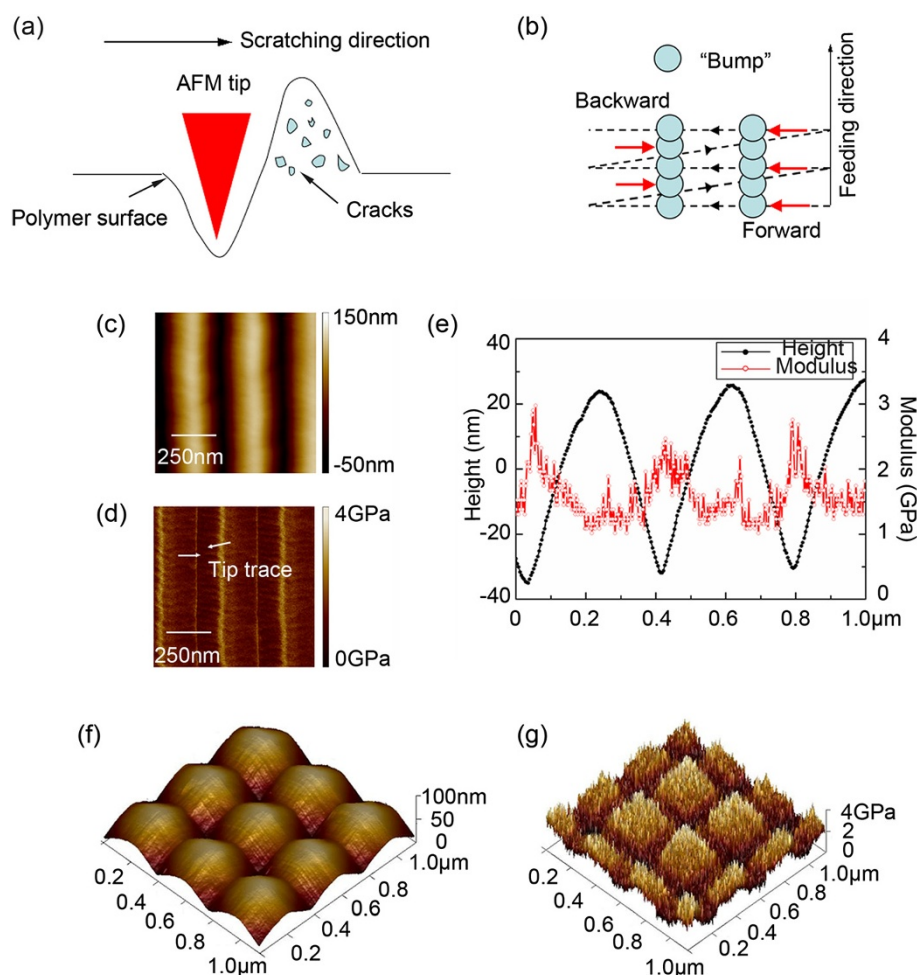 (a)
Scratching direction
AFM tip
Polymer surface
Cracks
(b)
“Bump”
Backward
Feeding direction
Forward
(c)
150nm
250nm
-50nm
(d)
4GPa
Tip trace
250nm
0GPa
(e)
Height
Modulus
40
20
0
-20
-40
Height (nm)
4
3
2
1
0
Modulus (GPa)
0
0.2
0.4
0.6
0.8
1.0μm
(f)
100nm
50
0
1.0μm
0.8
0.6
0.4
0.2
0.2
0.4
0.6
0.8
1.0μm
(g)
4GPa
2
0
1.0μm
0.8
0.6
0.4
0.2
0.2
0.4
0.6
0.8
1.0μm